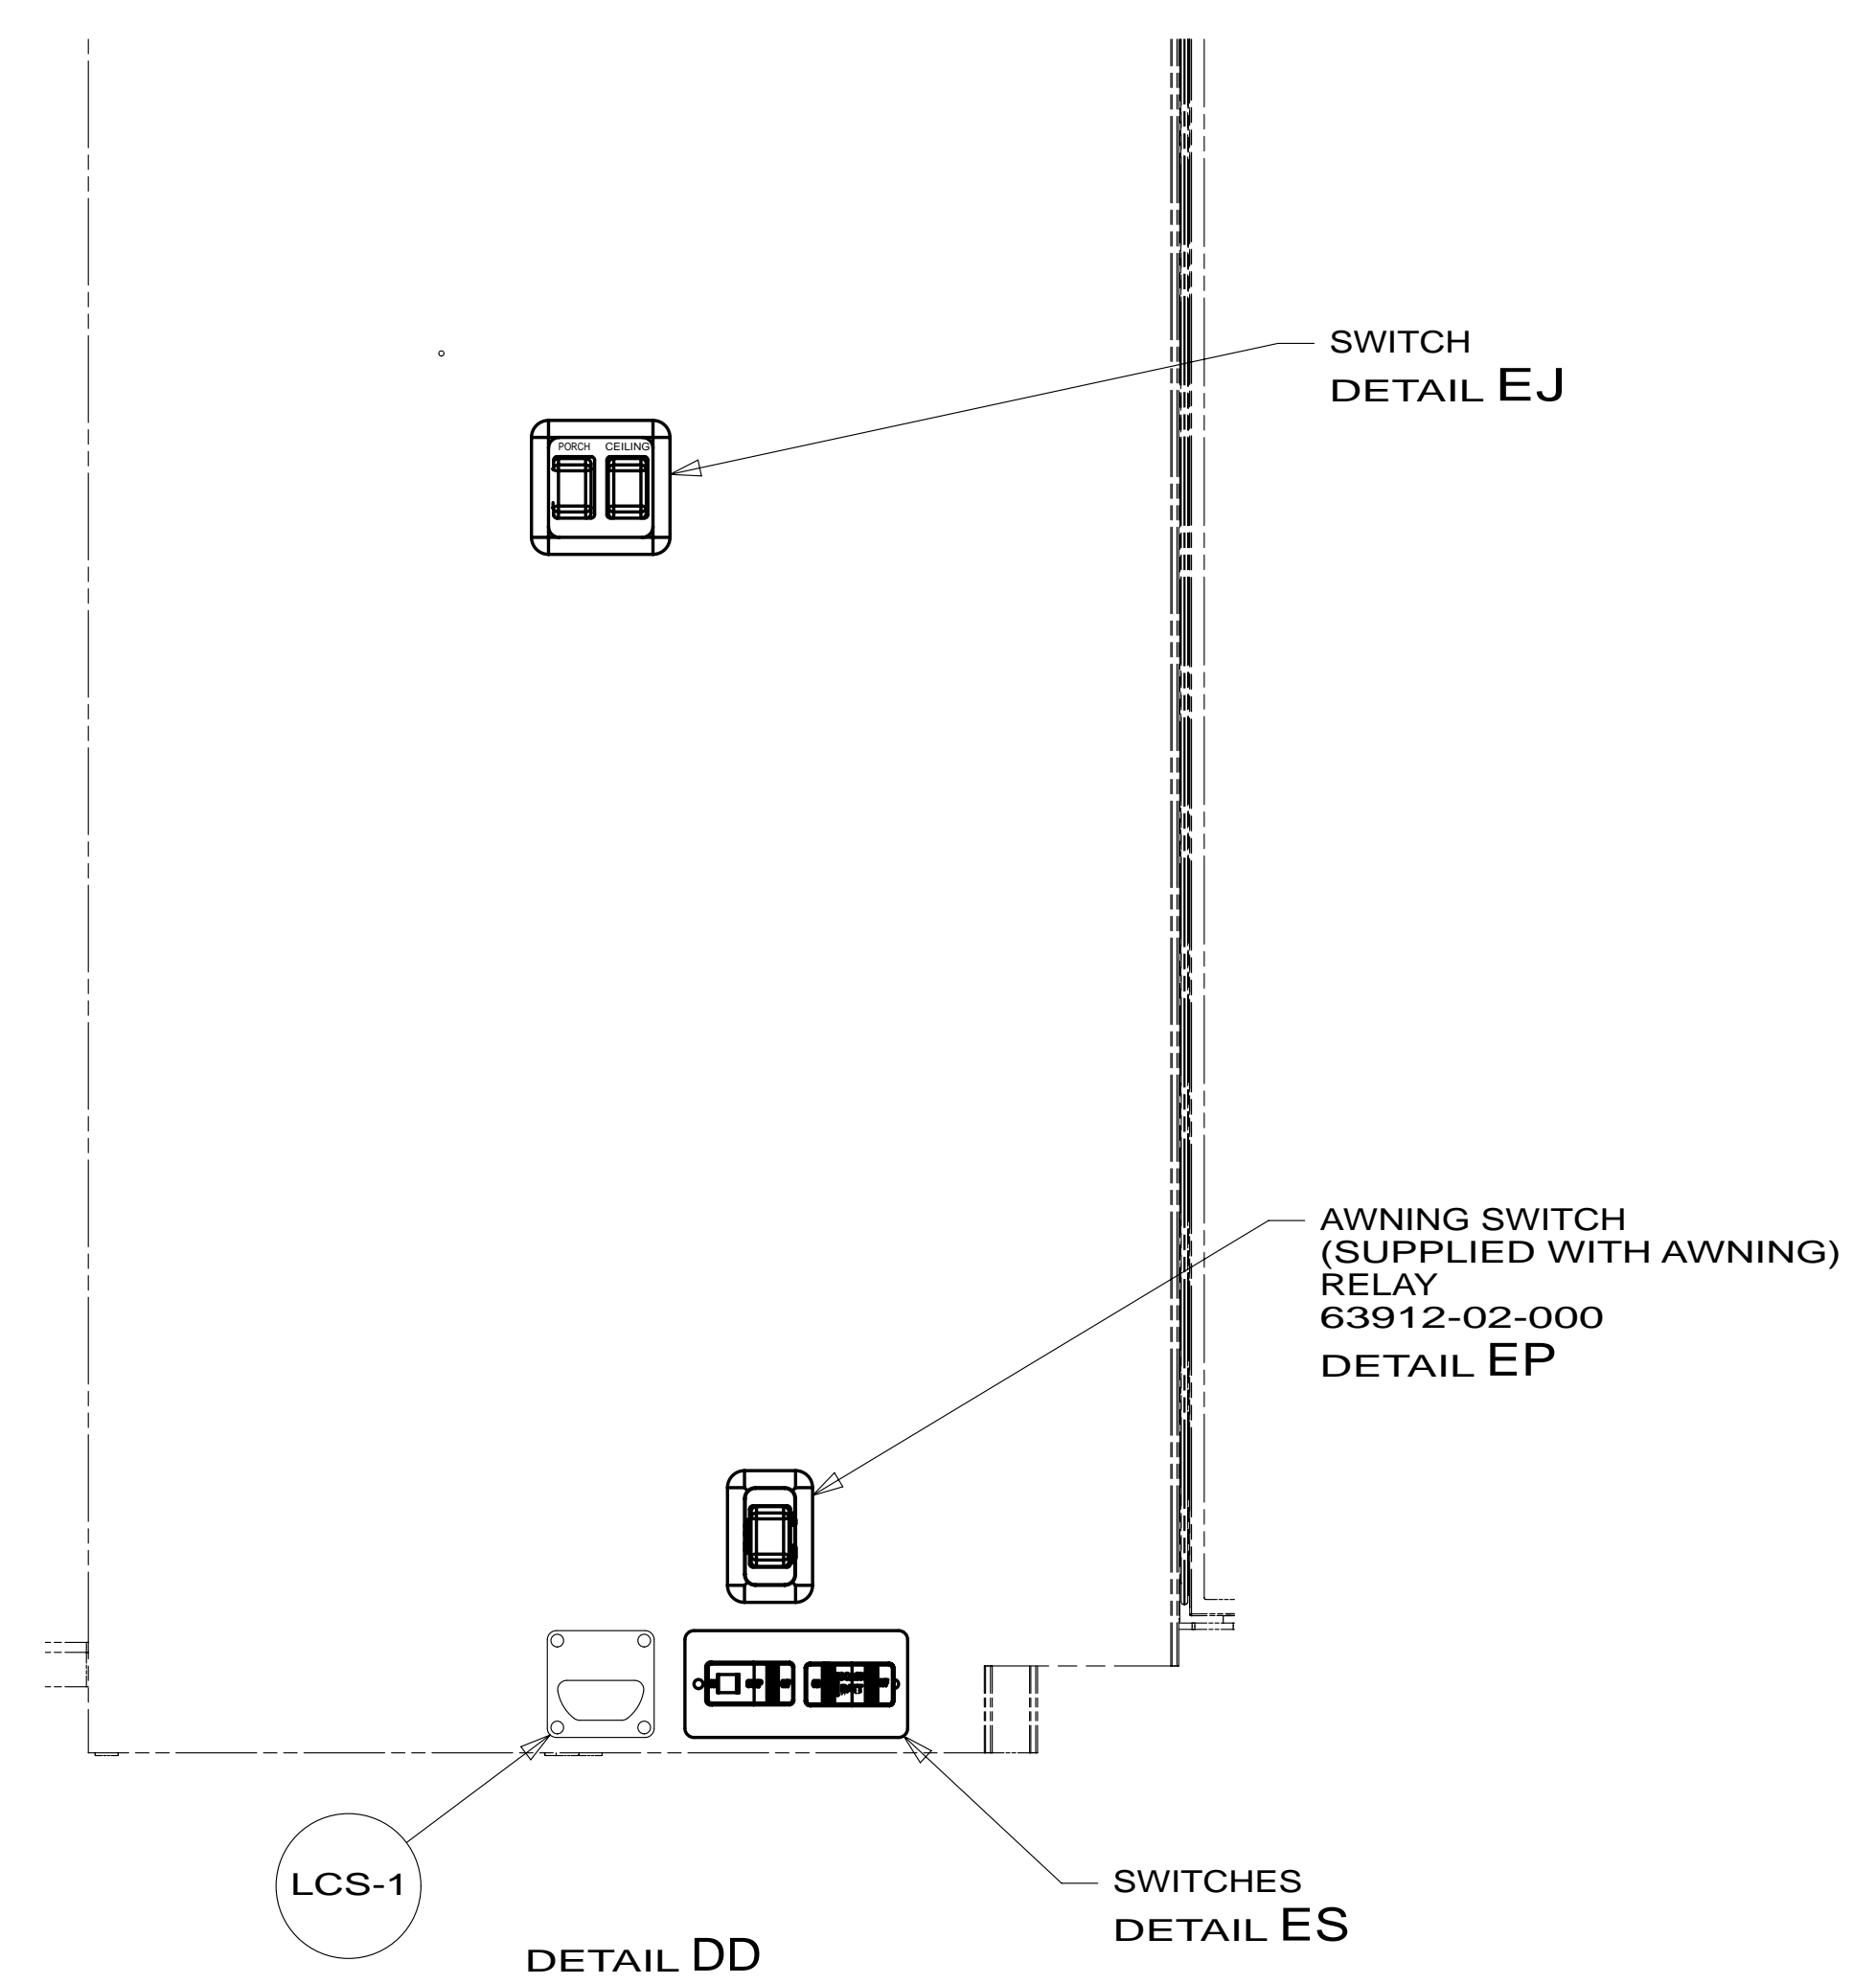 SWITCH
DETAIL EJ
PORCH CEILING
AWNING SWITCH
(SUPPLIED WITH AWNING)
RELAY
63912-02-000
DETAIL EP
LCS-1
SWITCHES
DETAIL ES
DETAIL DD